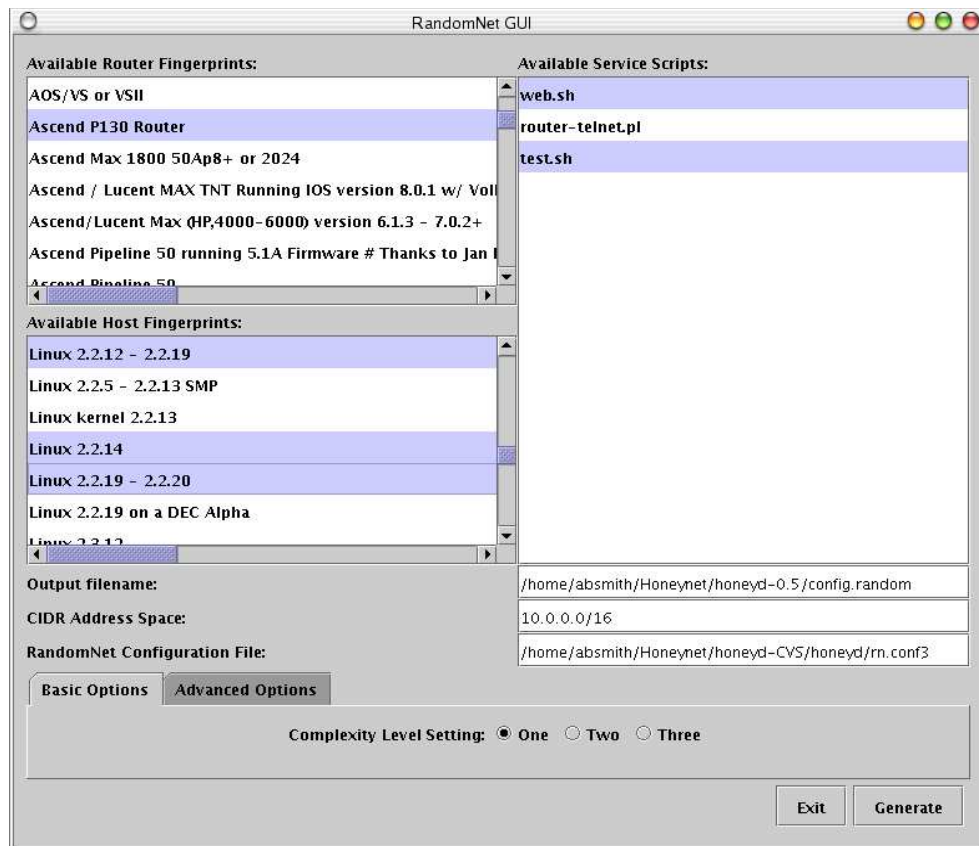 RandomNet GUI
Available Router Fingerprints:
AOS/VS or VSII
Ascend P130 Router
Ascend Max 1800 50Ap8+ or 2024
Ascend / Lucent MAX TNT Running IOS version 8.0.1 w/
Ascend/Lucent Max (HP,4000-6000) version 6.1.3 - 7.0.2+
Ascend Pipeline 50 running 5.1A Firmware # Thanks to Jan
Ascend Pipeline 50
Available Host Fingerprints:
Linux 2.2.12 - 2.2.19
Linux 2.2.5 - 2.2.13 SMP
Linux kernel 2.2.13
Linux 2.2.14
Linux 2.2.19 - 2.2.20
Linux 2.2.19 on a DEC Alpha
Linux 2.3.12
Available Service Scripts:
web.sh
router-telnet.pl
test.sh
Output filename: /home/absmith/Honeynet/honeyd-0.5/config.random
CIDR Address Space: 10.0.0.0/16
RandomNet Configuration File: /home/absmith/Honeynet/honeyd-CVS/honeyd/rn.conf3
Basic Options Advanced Options
Complexity Level Setting: One Two Three
Exit Generate